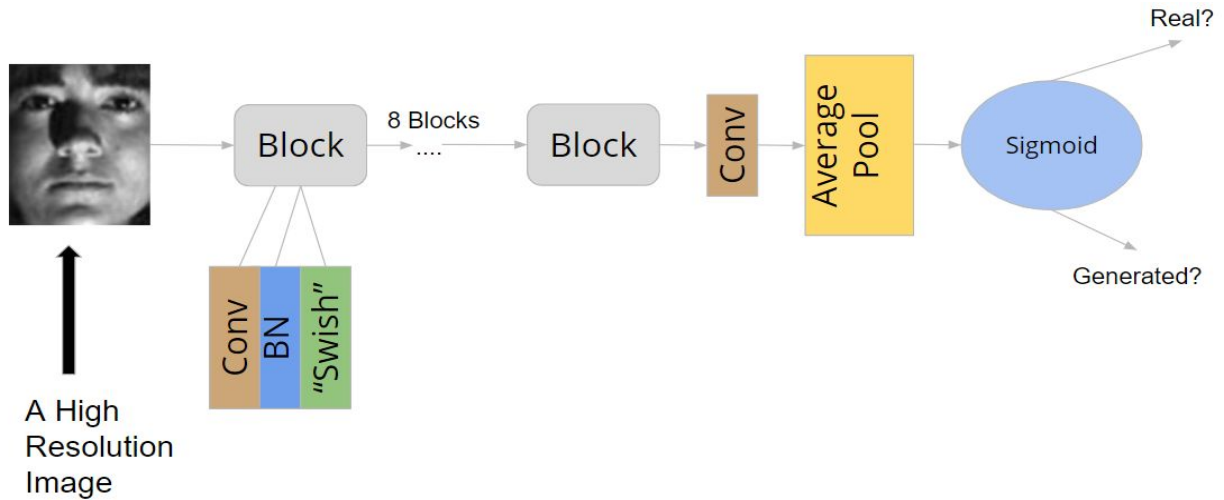 Real?
8 Blocks
....
Block
Block
Conv
Average
Pool
Sigmoid
Generated?
Conv
BN
“Swish”
A High
Resolution
Image